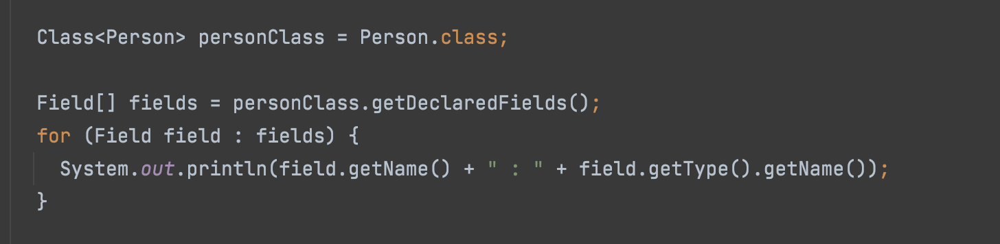 Class<Person> personClass = Person.class;
Field[] fields = personClass.getDeclaredFields();
for (Field field : fields) {
  System.out.println(field.getName() + " : " + field.getType().getName());
}